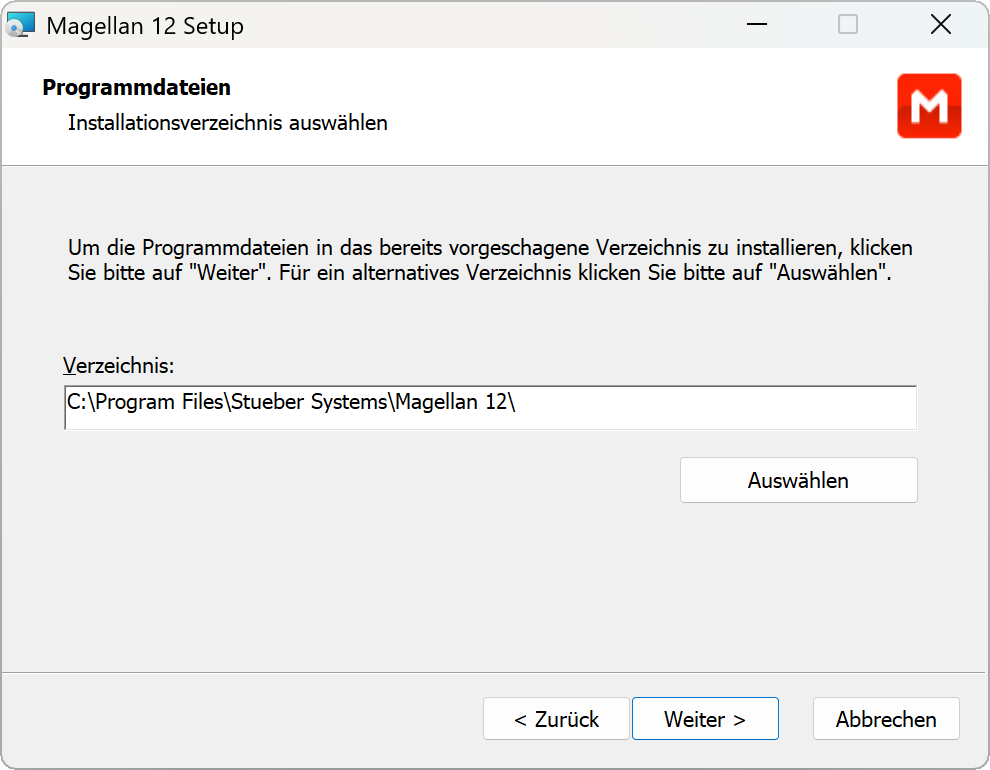 Magellan 12 Setup
Programmdateien
Installationsverzeichnis auswählen
M
Um die Programmdateien in das bereits vorgeschagene Verzeichnis zu installieren, klicken
Sie bitte auf "Weiter". Für ein alternatives Verzeichnis klicken Sie bitte auf "Auswählen".
Verzeichnis:
C:\Program Files\Stueber Systems\Magellan 12\
Auswählen
< Zurück
Weiter >
Abbrechen